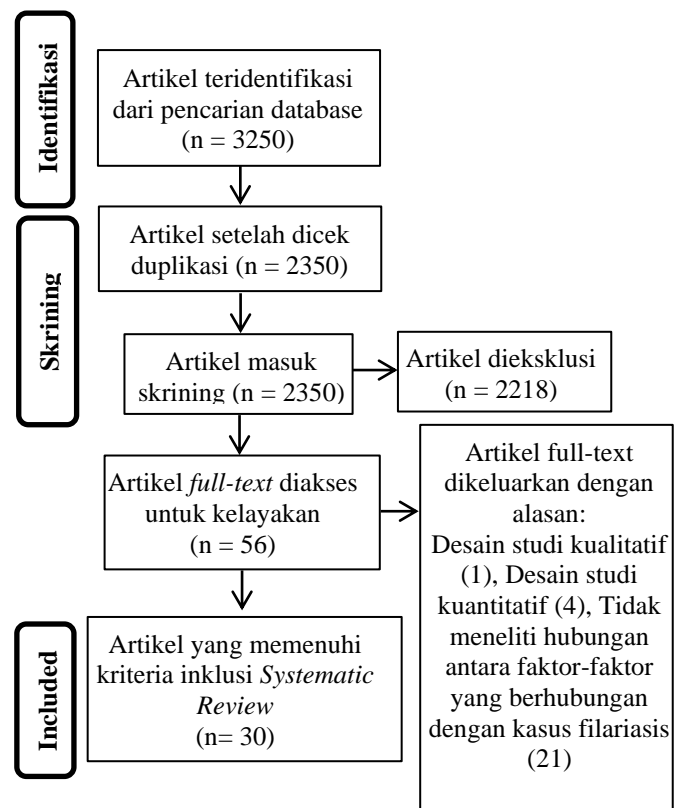 Identifikasi
Artikel teridentifikasi
dari pencarian database
(n = 3250)
Skrining
Artikel setelah dicek
duplikasi (n = 2350)
Artikel masuk
skrining (n = 2350)
Artikel dieksklusi
(n = 2218)
Artikel full-text diakses
untuk kelayakan
(n = 56)
Artikel full-text
dikeluarkan dengan
alasan:
Desain studi kualitatif
(1), Desain studi
kuantitatif (4), Tidak
meneliti hubungan
antara faktor-faktor
yang berhubungan
dengan kasus filariasis
(21)
Included
Artikel yang memenuhi
kriteria inklusi Systematic
Review
(n= 30)